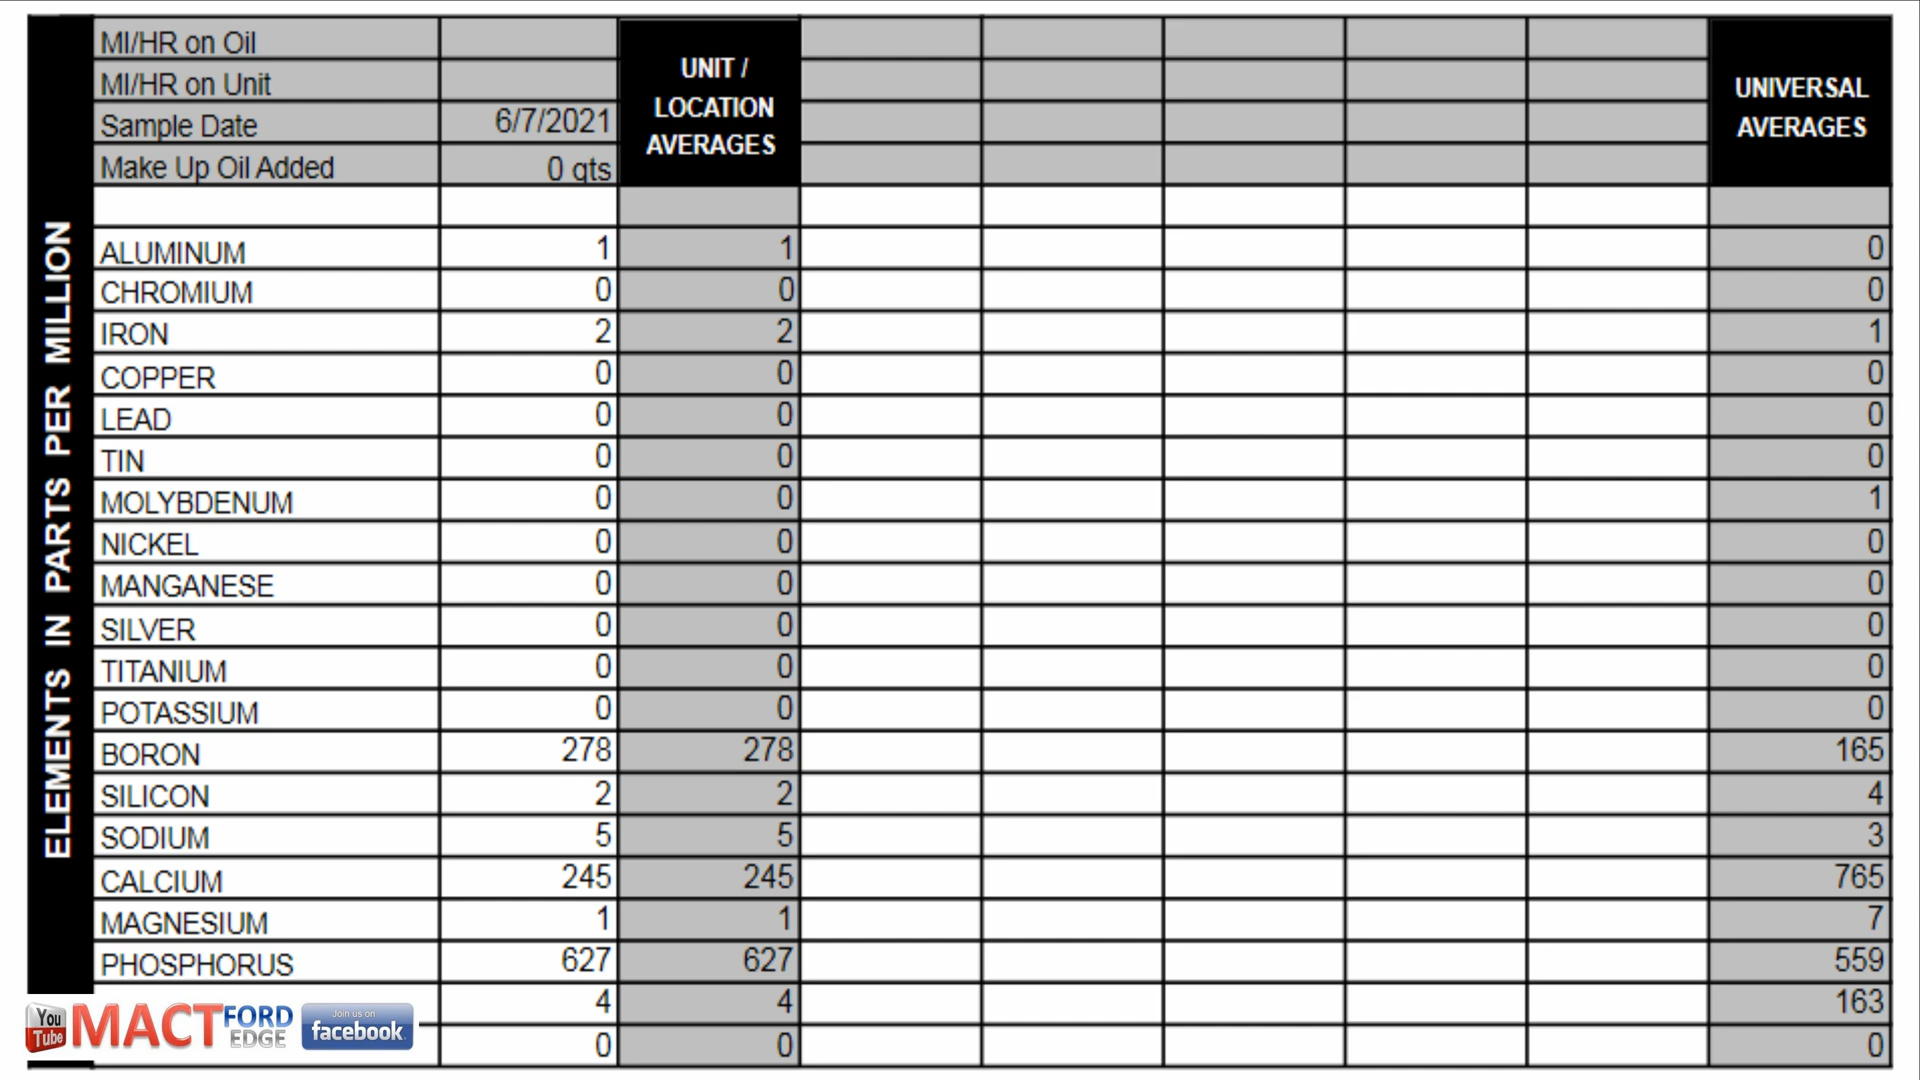 MI/HR on Oil
MI/HR on Unit
Sample Date 6/7/2021
Make Up Oil Added 0 qts
UNIT /
LOCATION
AVERAGES
UNIVERSAL
AVERAGES
ELEMENTS IN PARTS PER MILLION
ALUMINUM 1 1 0
CHROMIUM 0 0 0
IRON 2 2 1
COPPER 0 0 0
LEAD 0 0 0
TIN 0 0 0
MOLYBDENUM 0 0 1
NICKEL 0 0 0
MANGANESE 0 0 0
SILVER 0 0 0
TITANIUM 0 0 0
POTASSIUM 0 0 0
BORON 278 278 165
SILICON 2 2 4
SODIUM 5 5 3
CALCIUM 245 245 765
MAGNESIUM 1 1 7
PHOSPHORUS 627 627 559
4 4 163
0 0 0
You
Tube
MACT FORD
EDGE
Join us on
facebook